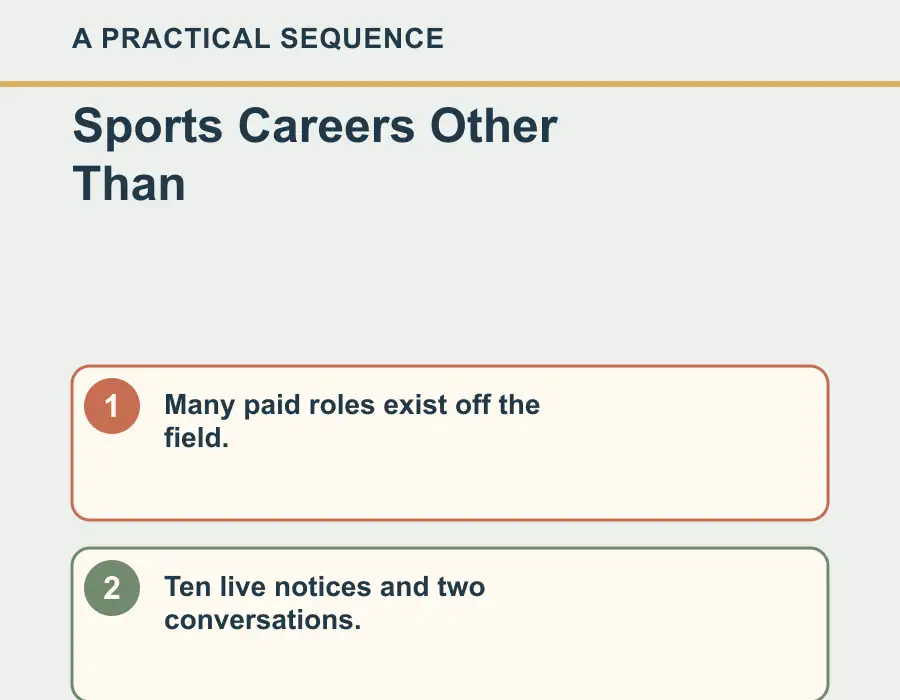 A PRACTICAL SEQUENCE
Sports Careers Other
Than
1
Many paid roles exist off the
field.
2
Ten live notices and two
conversations.